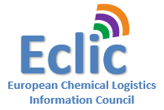 Eclic
European Chemical Logistics
Information Council